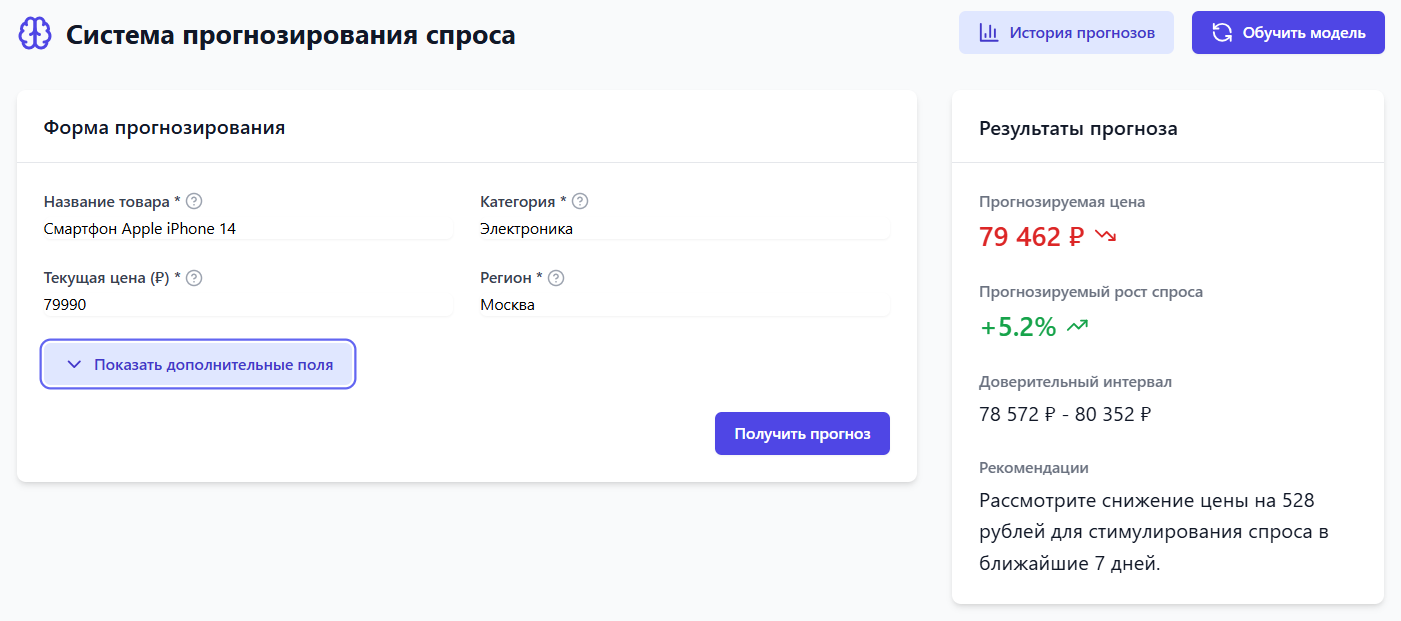 Система прогнозирования спроса
История прогнозов
Обучить модель
Форма прогнозирования
Название товара *
Смартфон Apple iPhone 14
Категория *
Электроника
Текущая цена (₽) *
79990
Регион *
Москва
Показать дополнительные поля
Получить прогноз
Результаты прогноза
Прогнозируемая цена
79 462 ₽
Прогнозируемый рост спроса
+5.2%
Доверительный интервал
78 572 ₽ - 80 352 ₽
Рекомендации
Рассмотрите снижение цены на 528
рублей для стимулирования спроса в
ближайшие 7 дней.